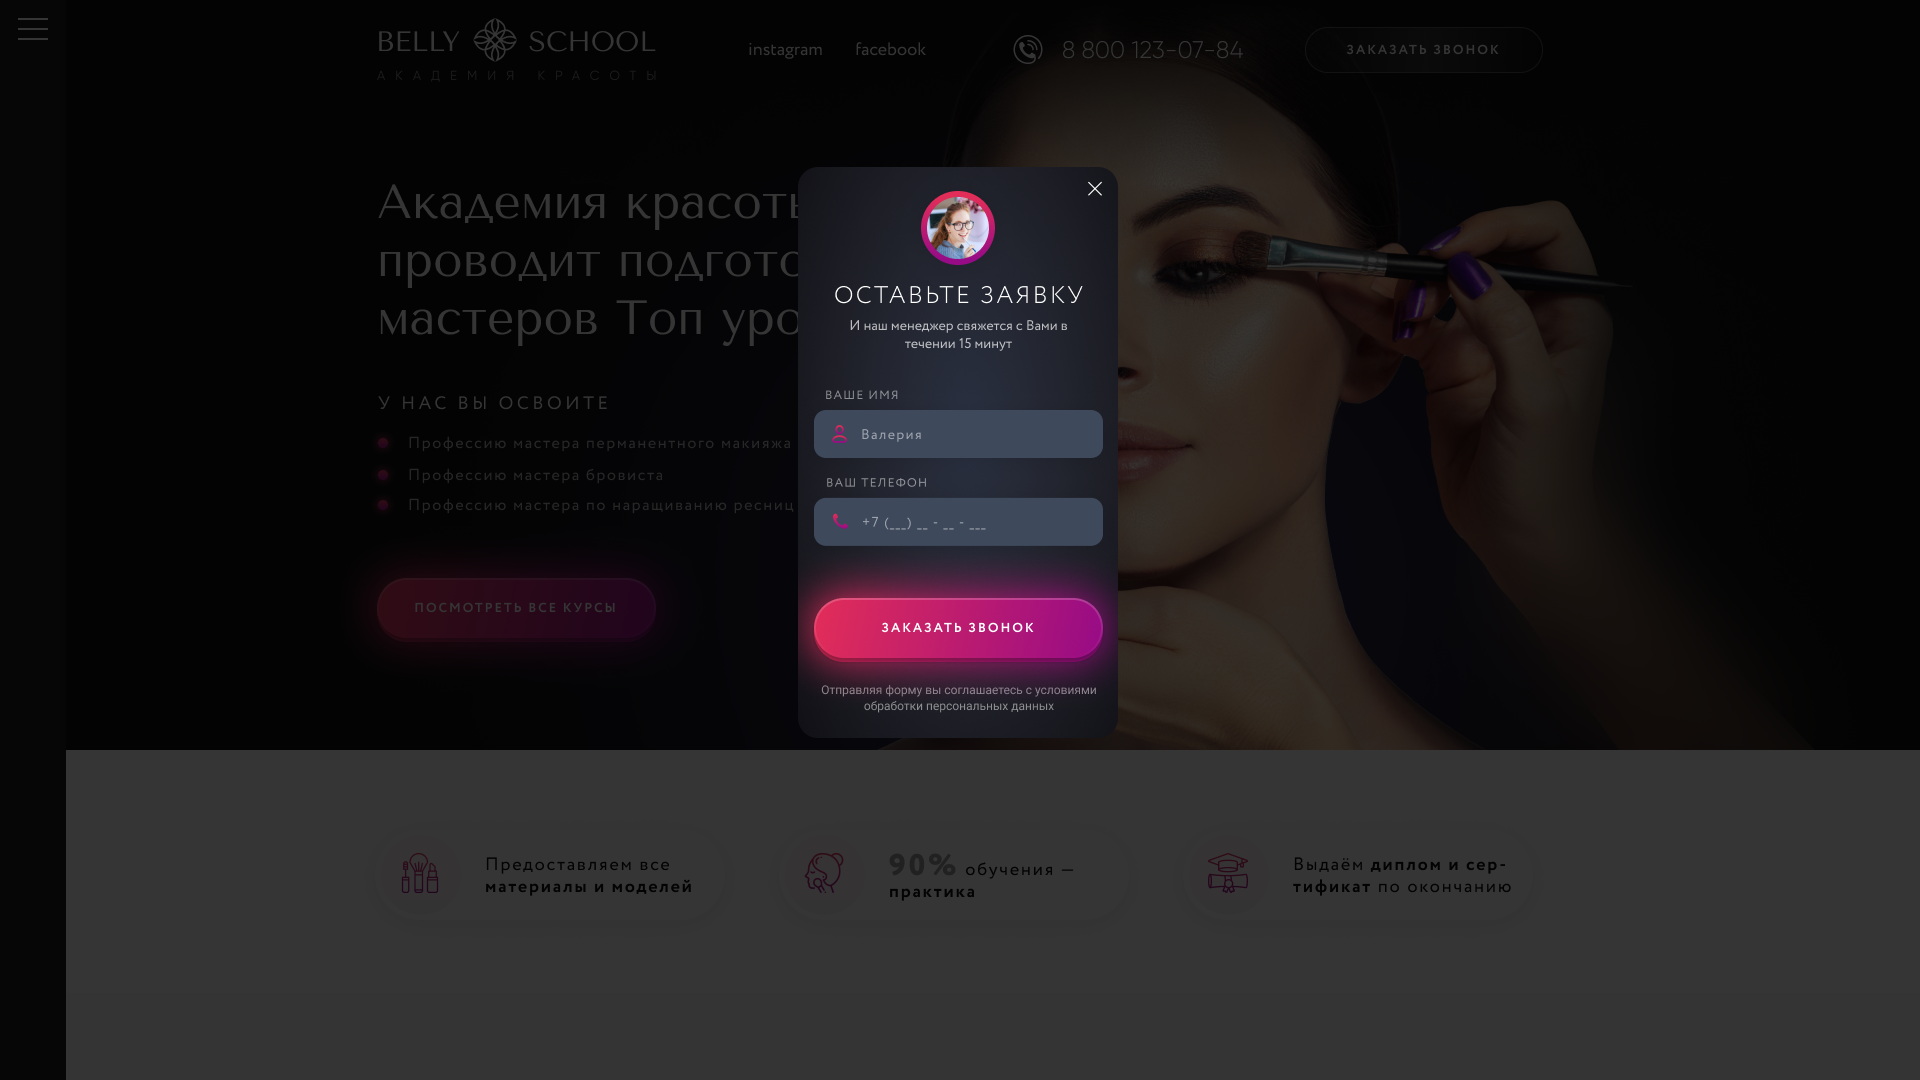 BELLY SCHOOL
АКАДЕМИЯ КРАСОТЫ
instagram facebook
8 800 123-07-84
ЗАКАЗАТЬ ЗВОНОК
Академия красоты
проводит подгото
мастеров Топ уро
У НАС ВЫ ОСВОИТЕ
Профессию мастера перманентного макияжа
Профессию мастера бровиста
Профессию мастера по наращиванию ресниц
ПОСМОТРЕТЬ ВСЕ КУРСЫ
ОСТАВЬТЕ ЗАЯВКУ
И наш менеджер свяжется с Вами в
течении 15 минут
ВАШЕ ИМЯ
Валерия
ВАШ ТЕЛЕФОН
+7 (___) __ - __ - ___
ЗАКАЗАТЬ ЗВОНОК
Отправляя форму вы соглашаетесь с условиями
обработки персональных данных
Предоставляем все
материалы и моделей
90% обучения —
практика
Выдаём диплом и сер-
тификат по окончанию